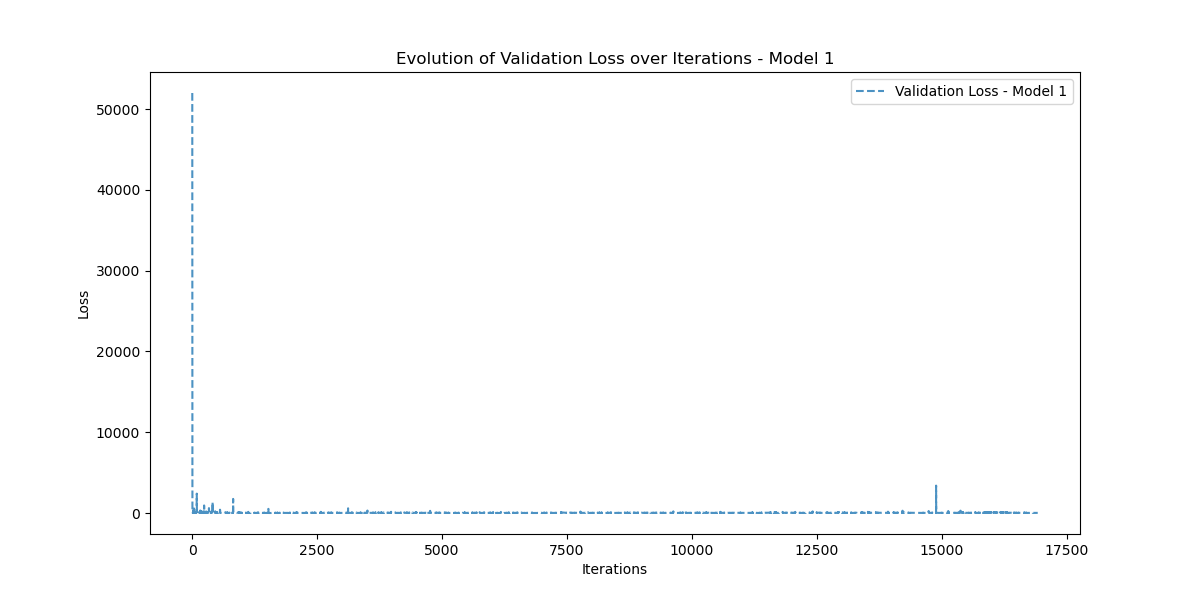 Evolution of Validation Loss over Iterations - Model 1
Validation Loss - Model 1
50000
40000
30000
20000
10000
0
Loss
0 2500 5000 7500 10000 12500 15000 17500
Iterations